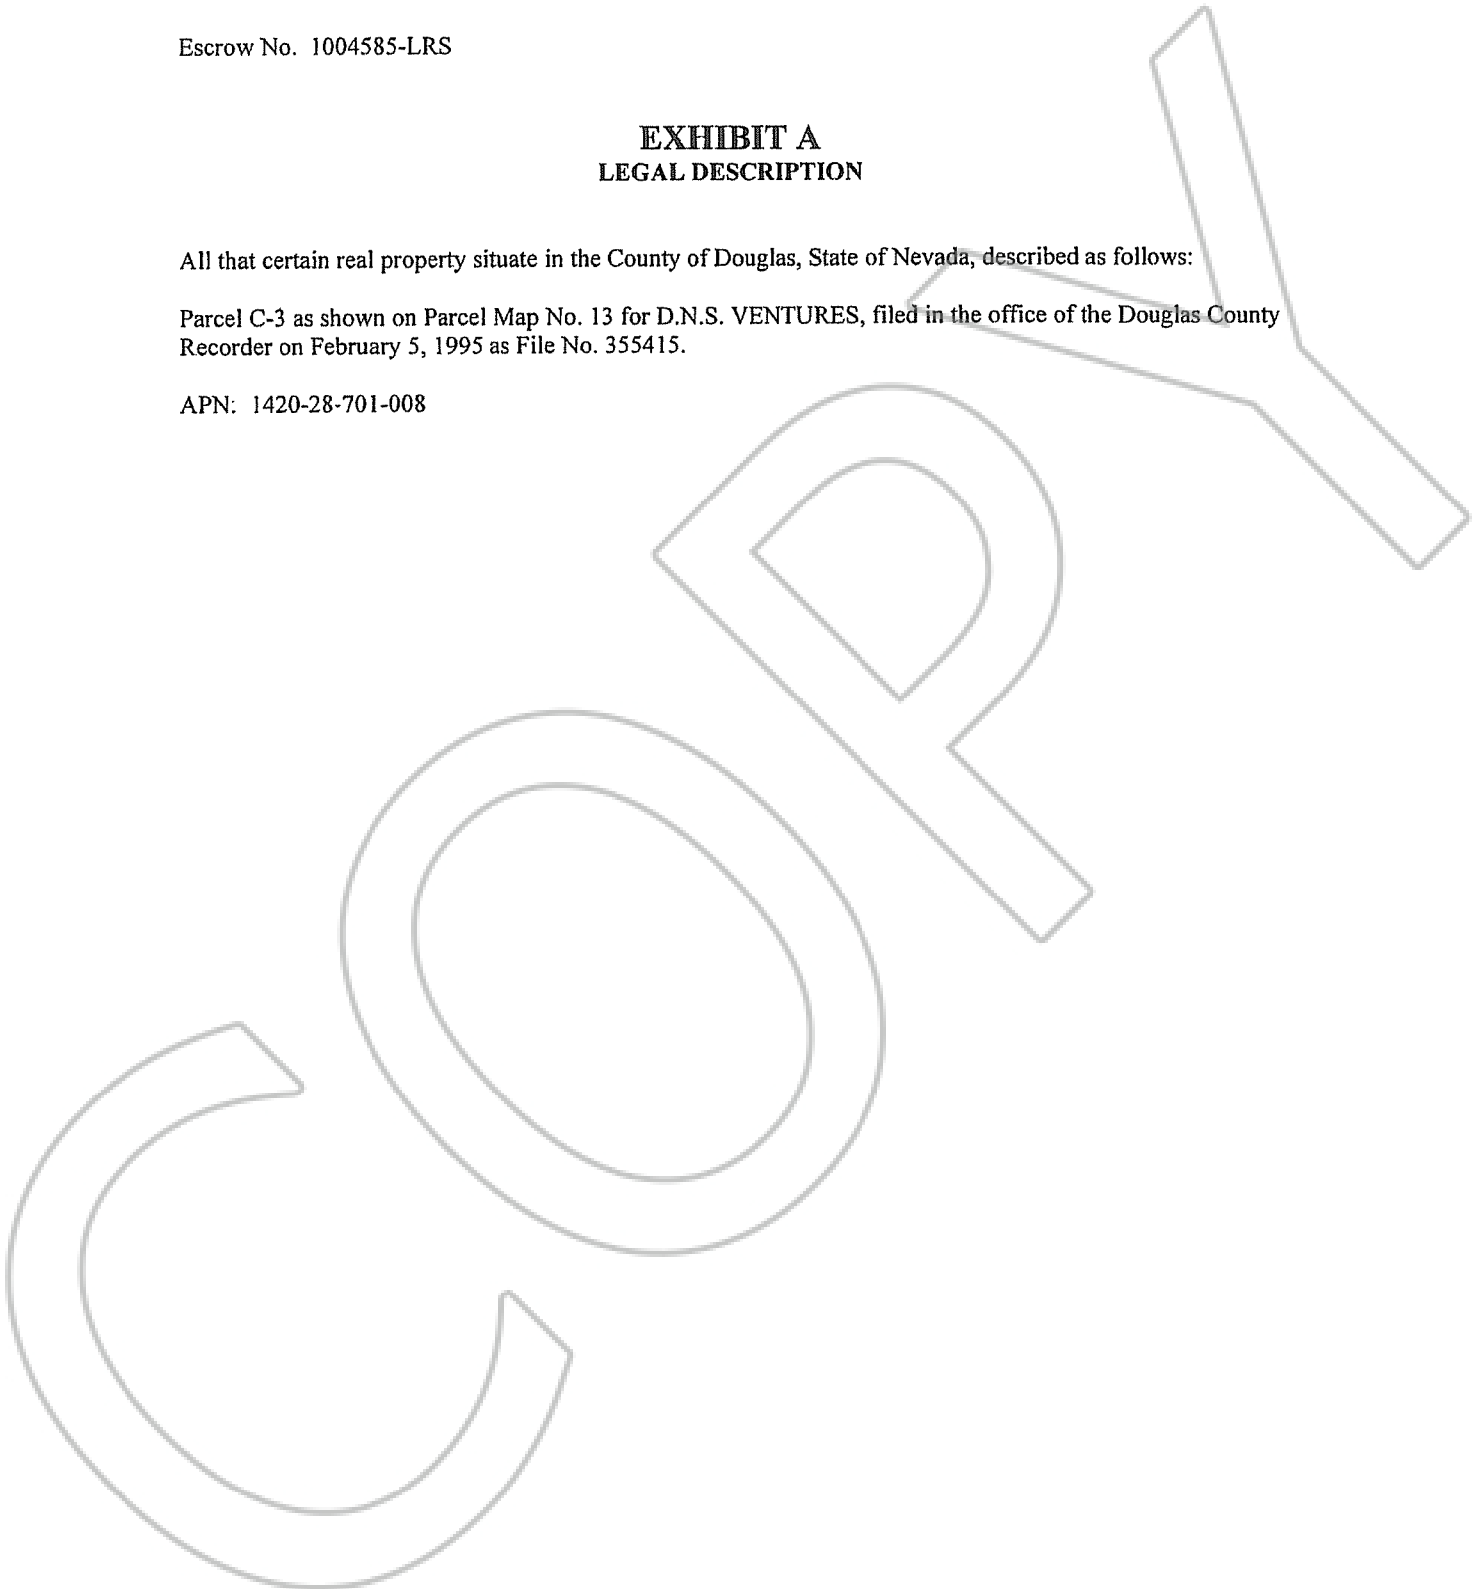 Escrow No. 1004585-LRS
EXHIBIT A
LEGAL DESCRIPTION
All that certain real property situate in the County of Douglas, State of Nevada, described as follows:
Parcel C-3 as shown on Parcel Map No. 13 for D.N.S. VENTURES, filed in the office of the Douglas County
Recorder on February 5, 1995 as File No. 355415.
APN: 1420-28-701-008
COPY